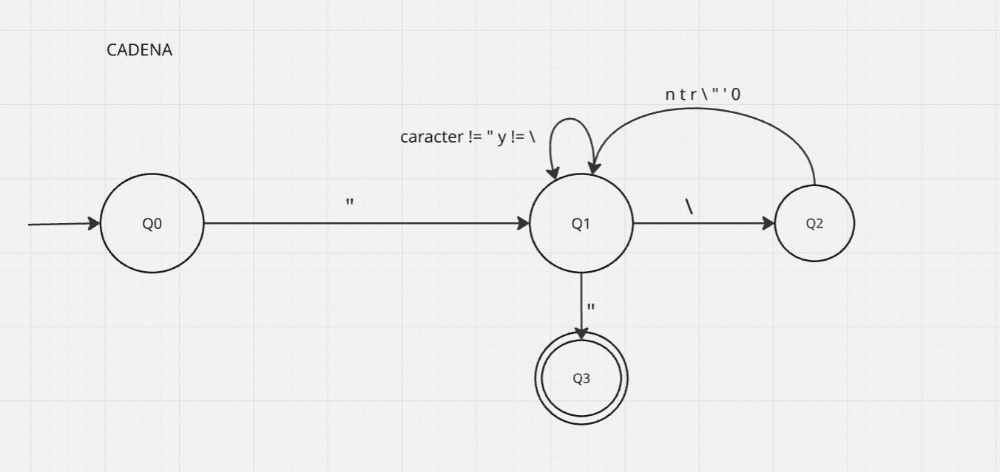 CADENA
n t r \ " ' 0
caracter != " y != \
Q0
"
Q1
\
Q2
"
Q3